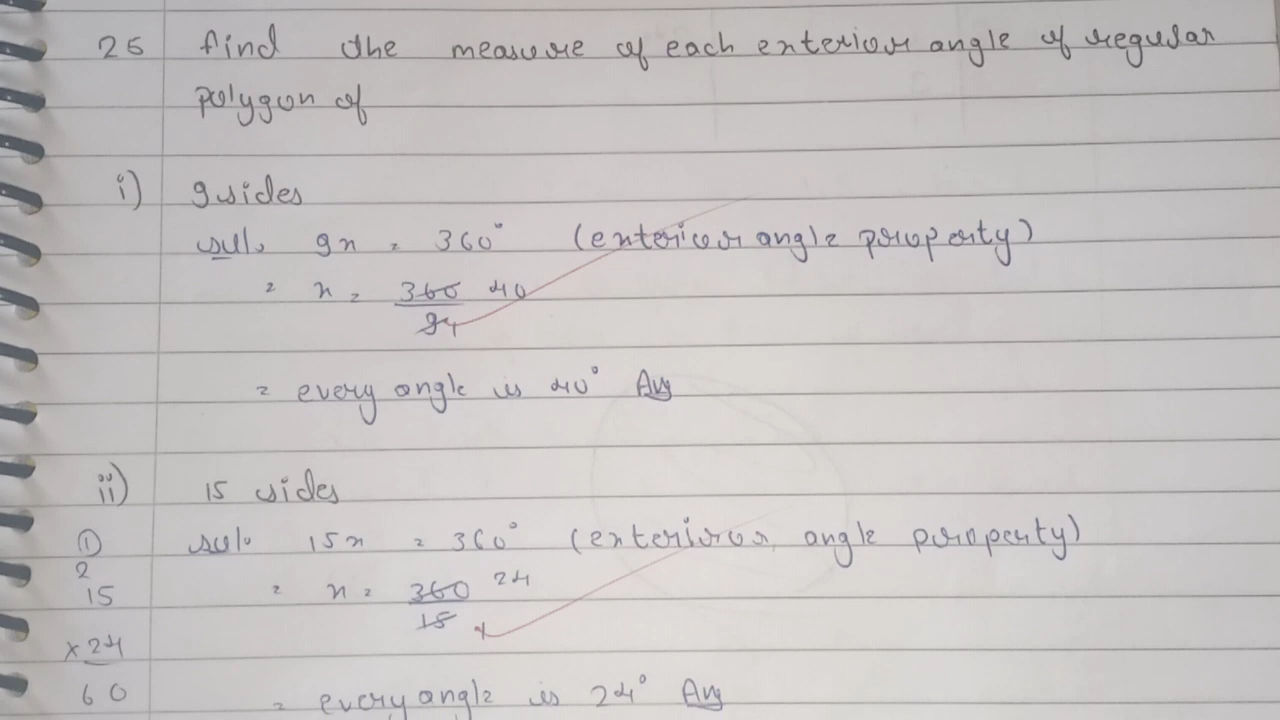 25 find the measure of each exterior angle of regular
polygon of
i) 9 sides
sol. 9x = 360° (exterior angle property)
= x = 360 40
9 1
= every angle is 40° Ans
ii) 15 sides
① sol. 15x = 360° (exterior angle property)
2
15 = x = 360 24
15 1
x 24
60 = every angle is 24° Ans